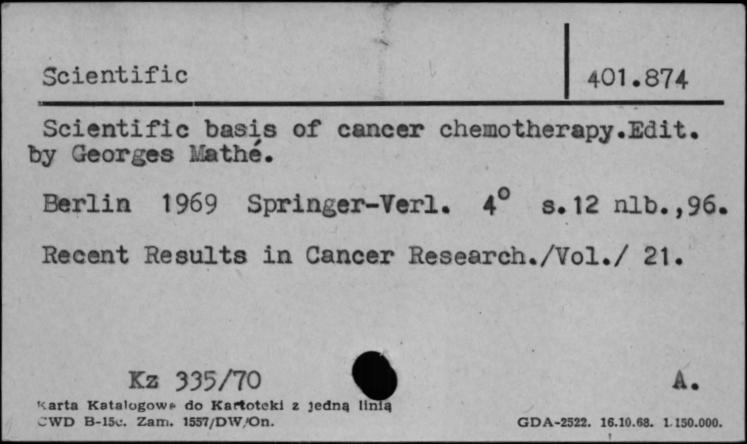 Scientific
401.874
Scientific basis of cancer chemotherapy.Edit.
by Georges Mathé.
Berlin 1969 Springer-Verl. 4° s.12 nlb.,96.
Recent Results in Cancer Research./Vol./ 21.
Kz 335/70
A.
Karta Katalogowa do Kartoteki z jedną linią
CWD B-15c. Zam. 1557/DW/On.
GDA-2522. 16.10.68. 1.150.000.